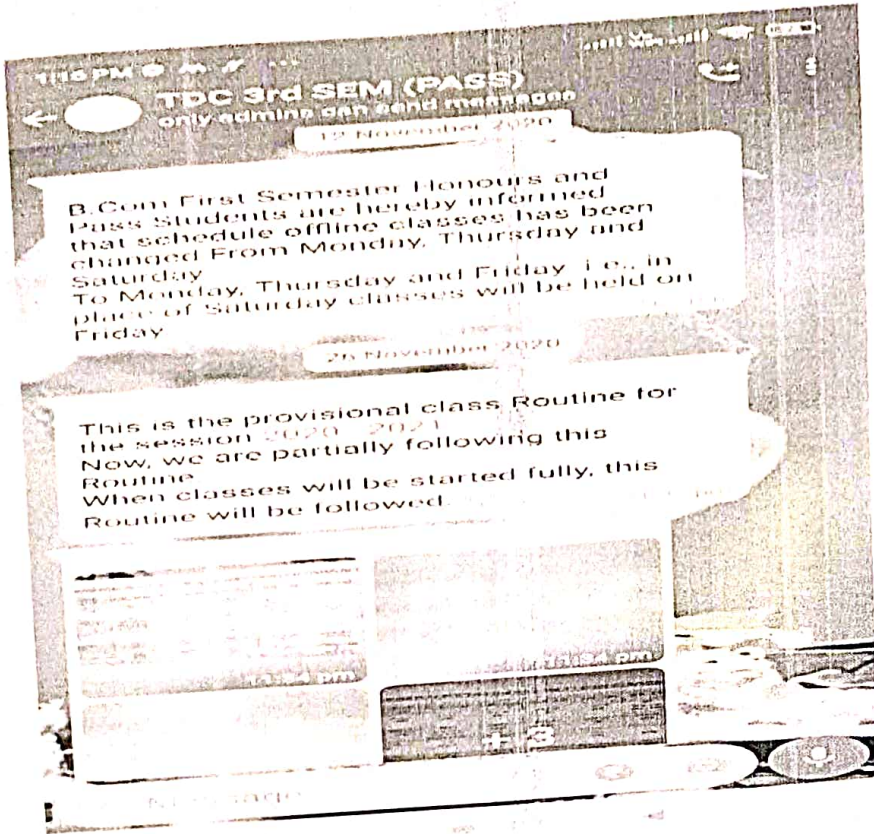 1:16 PM
TDC 3rd SEM (PASS)
only admins can send messages
12 November 2020
B.Com First Semester Honours and
Pass Students are hereby informed
that schedule offline classes has been
changed From Monday, Thursday and
Saturday
To Monday, Thursday and Friday i.e., in
place of Saturday classes will be held on
Friday
26 November 2020
This is the provisional class Routine for
the session 2020 - 2021
Now, we are partially following this
Routine
When classes will be started fully, this
Routine will be followed.
+ 3